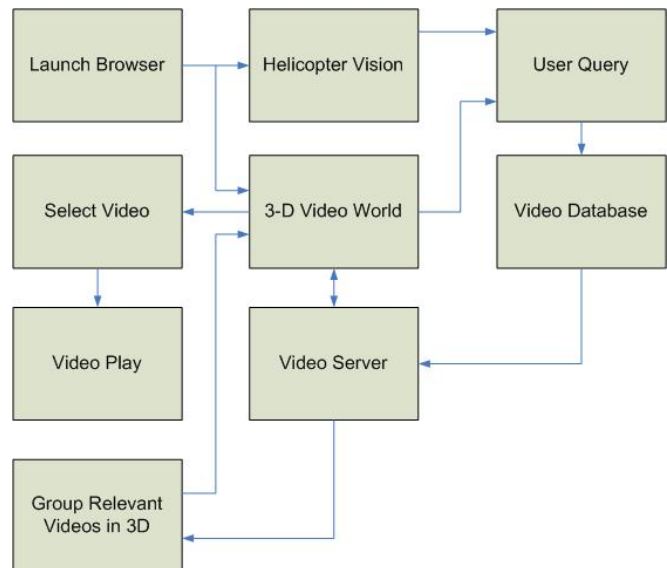 Launch Browser
Helicopter Vision
User Query
Select Video
3-D Video World
Video Database
Video Play
Video Server
Group Relevant
Videos in 3D